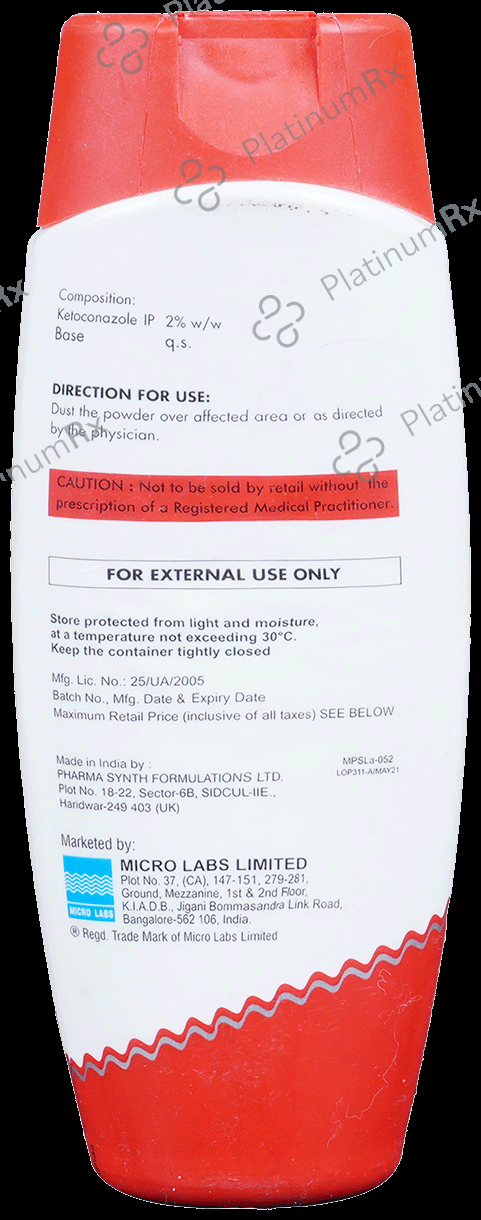 PlatinumRx
PlatinumRx
PlatinumRx
Composition:
Ketoconazole IP 2% w/w
Base q.s.
DIRECTION FOR USE:
Dust the powder over affected area or as directed
by the physician.
CAUTION : Not to be sold by retail without the
prescription of a Registered Medical Practitioner.
FOR EXTERNAL USE ONLY
Store protected from light and moisture,
at a temperature not exceeding 30°C.
Keep the container tightly closed
Mfg. Lic. No.: 25/UA/2005
Batch No., Mfg. Date & Expiry Date
Maximum Retail Price (inclusive of all taxes) SEE BELOW
Made in India by :
PHARMA SYNTH FORMULATIONS LTD.
Plot No. 18-22, Sector-6B, SIDCUL-IIE.,
Haridwar-249 403 (UK)
MPSLa-052
LOP311-A/MAY21
Marketed by:
MICRO LABS
MICRO LABS LIMITED
Plot No. 37, (CA), 147-151, 279-281,
Ground, Mezzanine, 1st & 2nd Floor,
K.I.A.D.B., Jigani Bommasandra Link Road,
Bangalore-562 106, India.
® Regd. Trade Mark of Micro Labs Limited